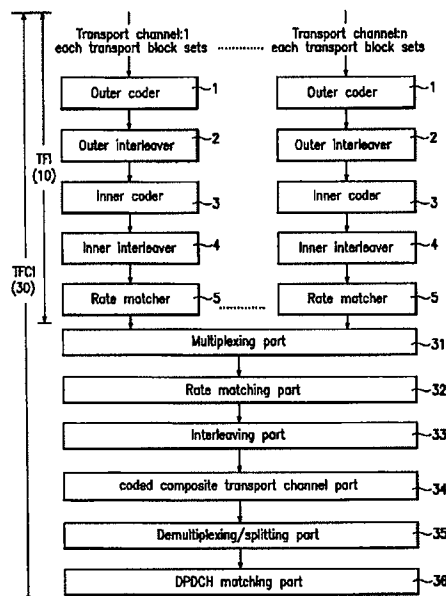 Transport channel:1
each transport block sets
Transport channel:n
each transport block sets
Outer coder
1
Outer coder
1
Outer interleaver
2
Outer interleaver
2
Inner coder
3
Inner coder
3
Inner interleaver
4
Inner interleaver
4
Rate matcher
5
Rate matcher
5
TFI
(10)
TFCI
(30)
Multiplexing part
31
Rate matching part
32
Interleaving part
33
coded composite transport channel part
34
Demultiplexing/splitting part
35
DPDCH matching part
36